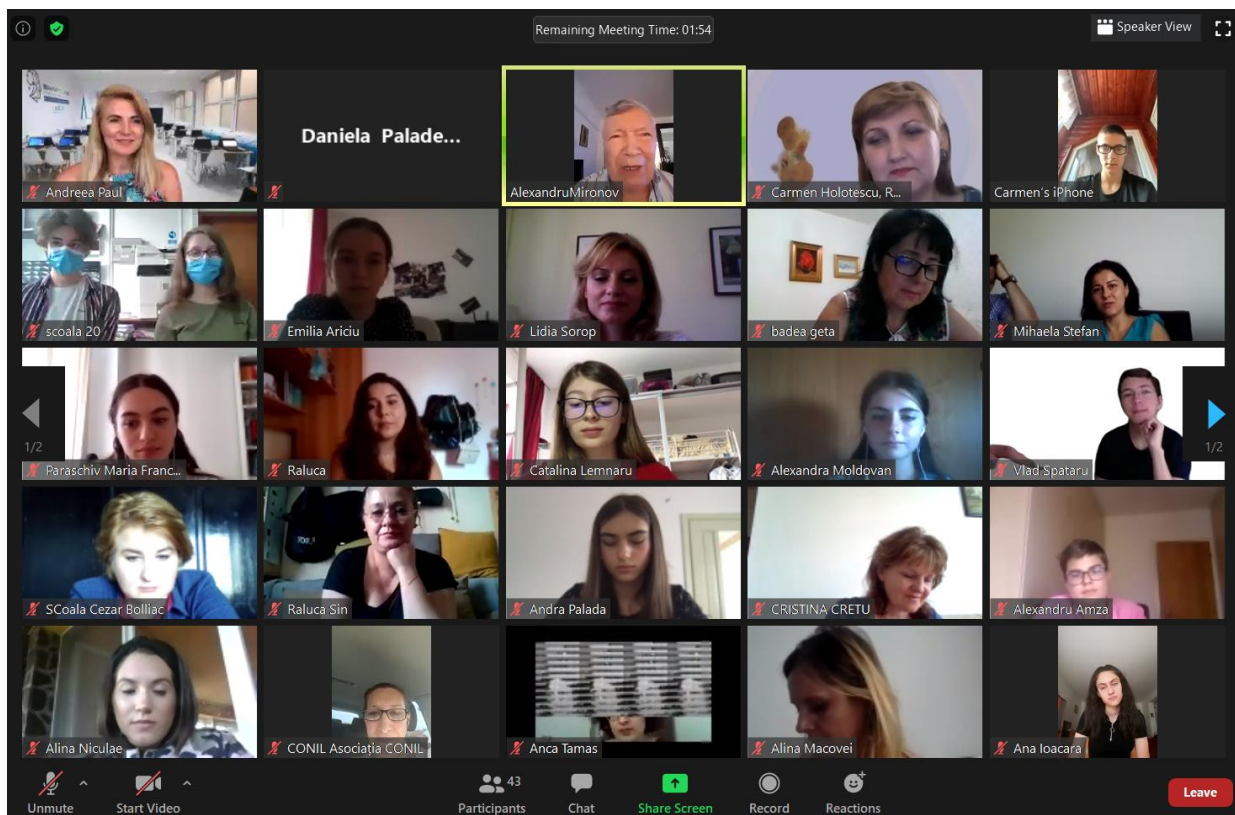 Remaining Meeting Time: 01:54
Speaker View
Andreea Paul
Daniela Palade...
AlexandruMironov
Carmen Holotescu, R...
Carmen's iPhone
scoala 20
Emilia Ariciu
Lidia Sorop
badea geta
Mihaela Stefan
1/2
1/2
Paraschiv Maria Franc...
Raluca
Catalina Lemnaru
Alexandra Moldovan
Vlad Spataru
SCoala Cezar Bolliac
Raluca Sin
Andra Palada
CRISTINA CRETU
Alexandru Amza
Alina Niculae
CONIL Asociația CONIL
Anca Tamas
Alina Macovei
Ana Ioacara
43
Unmute
Start Video
Participants
Chat
Share Screen
Record
Reactions
Leave